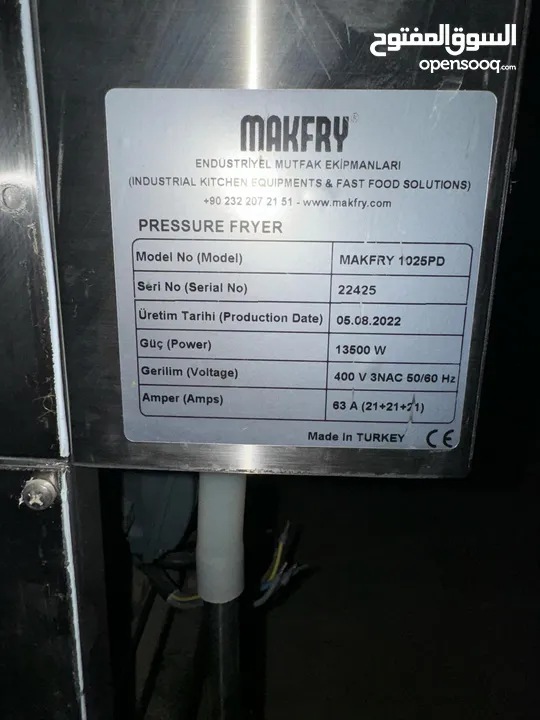 السوق المفتوح
opensooq.com
MAKFRY®
ENDÜSTRİYEL MUTFAK EKİPMANLARI
(INDUSTRIAL KITCHEN EQUIPMENTS & FAST FOOD SOLUTIONS)
+90 232 207 21 51 - www.makfry.com
PRESSURE FRYER
Model No (Model) MAKFRY 1025PD
Seri No (Serial No) 22425
Üretim Tarihi (Production Date) 05.08.2022
Güç (Power) 13500 W
Gerilim (Voltage) 400 V 3NAC 50/60 Hz
Amper (Amps) 63 A (21+21+21)
Made in TURKEY CE